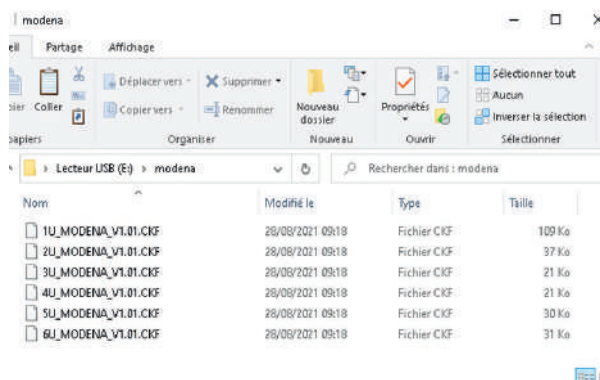 modena
eil Partage Affichage
Coller
Déplacer vers
Copier vers
Supprimer
Renommer
Nouveau
dossier
Propriétés
Sélectionner tout
Aucun
Inverser la sélection
Organiser Nouveau Ouvrir Sélectionner
Lecteur USB (E:) > modena
Rechercher dans : modena
Nom Modifié le Type Taille
1U_MODENA_V1.01.CKF 28/08/2021 09:18 Fichier CKF 109 Ko
2U_MODENA_V1.01.CKF 28/08/2021 09:18 Fichier CKF 37 Ko
3U_MODENA_V1.01.CKF 28/08/2021 09:18 Fichier CKF 21 Ko
4U_MODENA_V1.01.CKF 28/08/2021 09:18 Fichier CKF 21 Ko
5U_MODENA_V1.01.CKF 28/08/2021 09:18 Fichier CKF 30 Ko
6U_MODENA_V1.01.CKF 28/08/2021 09:18 Fichier CKF 31 Ko